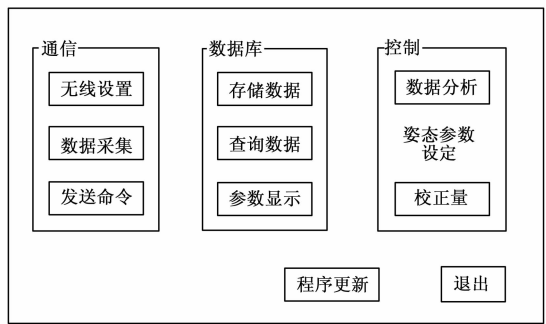 通信
无线设置
数据采集
发送命令
数据库
存储数据
查询数据
参数显示
控制
数据分析
姿态参数
设定
校正量
程序更新
退出